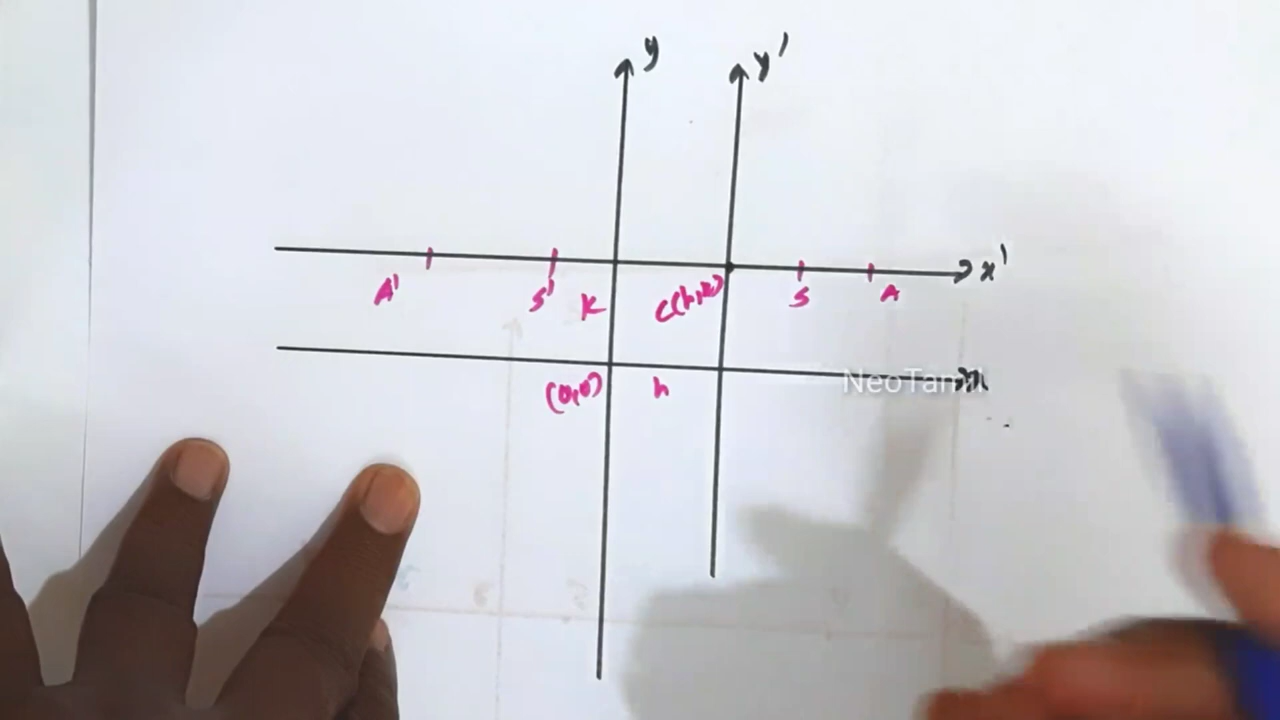 y y'
x'
A' S' K C(h,k) S A
(0,0) h
x
NeoTamil